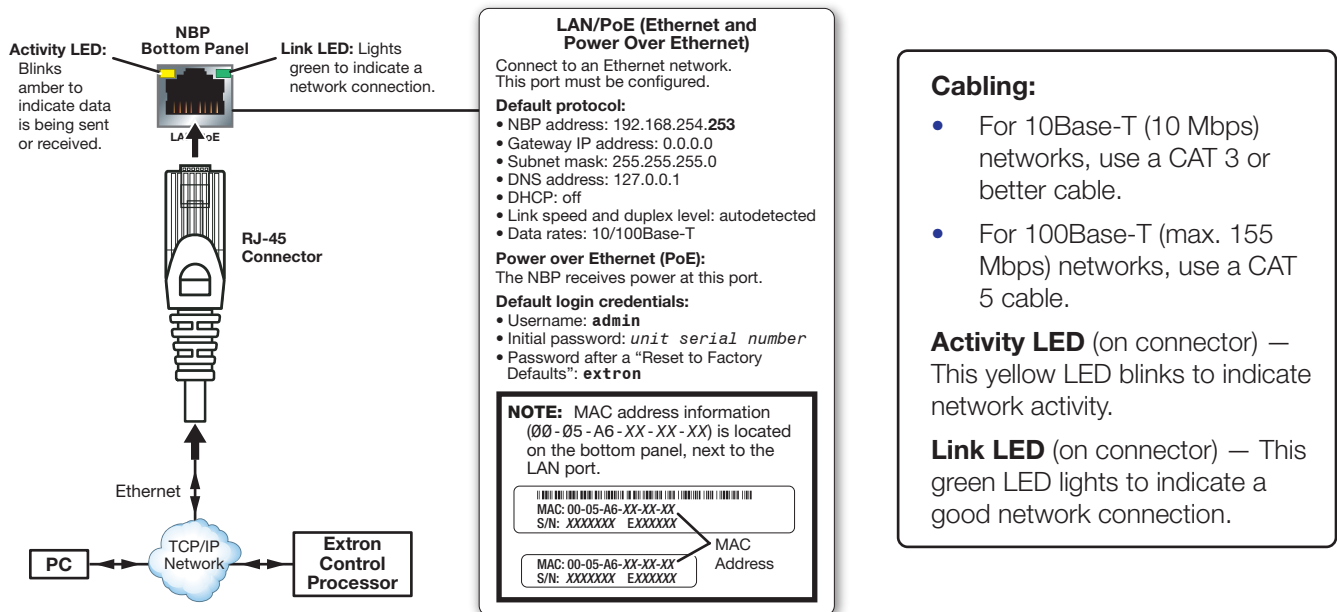 NBP
Bottom Panel
Activity LED:
Blinks
amber to
indicate data
is being sent
or received.
Link LED: Lights
green to indicate a
network connection.
RJ-45
Connector
Ethernet
TCP/IP
Network
PC
Extron
Control
Processor
LAN/PoE (Ethernet and
Power Over Ethernet)
Connect to an Ethernet network.
This port must be configured.
Default protocol:
• NBP address: 192.168.254.253
• Gateway IP address: 0.0.0.0
• Subnet mask: 255.255.255.0
• DNS address: 127.0.0.1
• DHCP: off
• Link speed and duplex level: autodetected
• Data rates: 10/100Base-T
Power over Ethernet (PoE):
The NBP receives power at this port.
Default login credentials:
• Username: admin
• Initial password: unit serial number
• Password after a “Reset to Factory
Defaults”: extron
NOTE: MAC address information
(ØØ-Ø5-A6-XX-XX-XX) is located
on the bottom panel, next to the
LAN port.
MAC: 00-05-A6-XX-XX-XX
S/N: XXXXXXX EXXXXXX
MAC: 00-05-A6-XX-XX-XX
S/N: XXXXXXX EXXXXXX
MAC
Address
Cabling:
• For 10Base-T (10 Mbps)
networks, use a CAT 3 or
better cable.
• For 100Base-T (max. 155
Mbps) networks, use a CAT
5 cable.
Activity LED (on connector) —
This yellow LED blinks to indicate
network activity.
Link LED (on connector) — This
green LED lights to indicate a
good network connection.